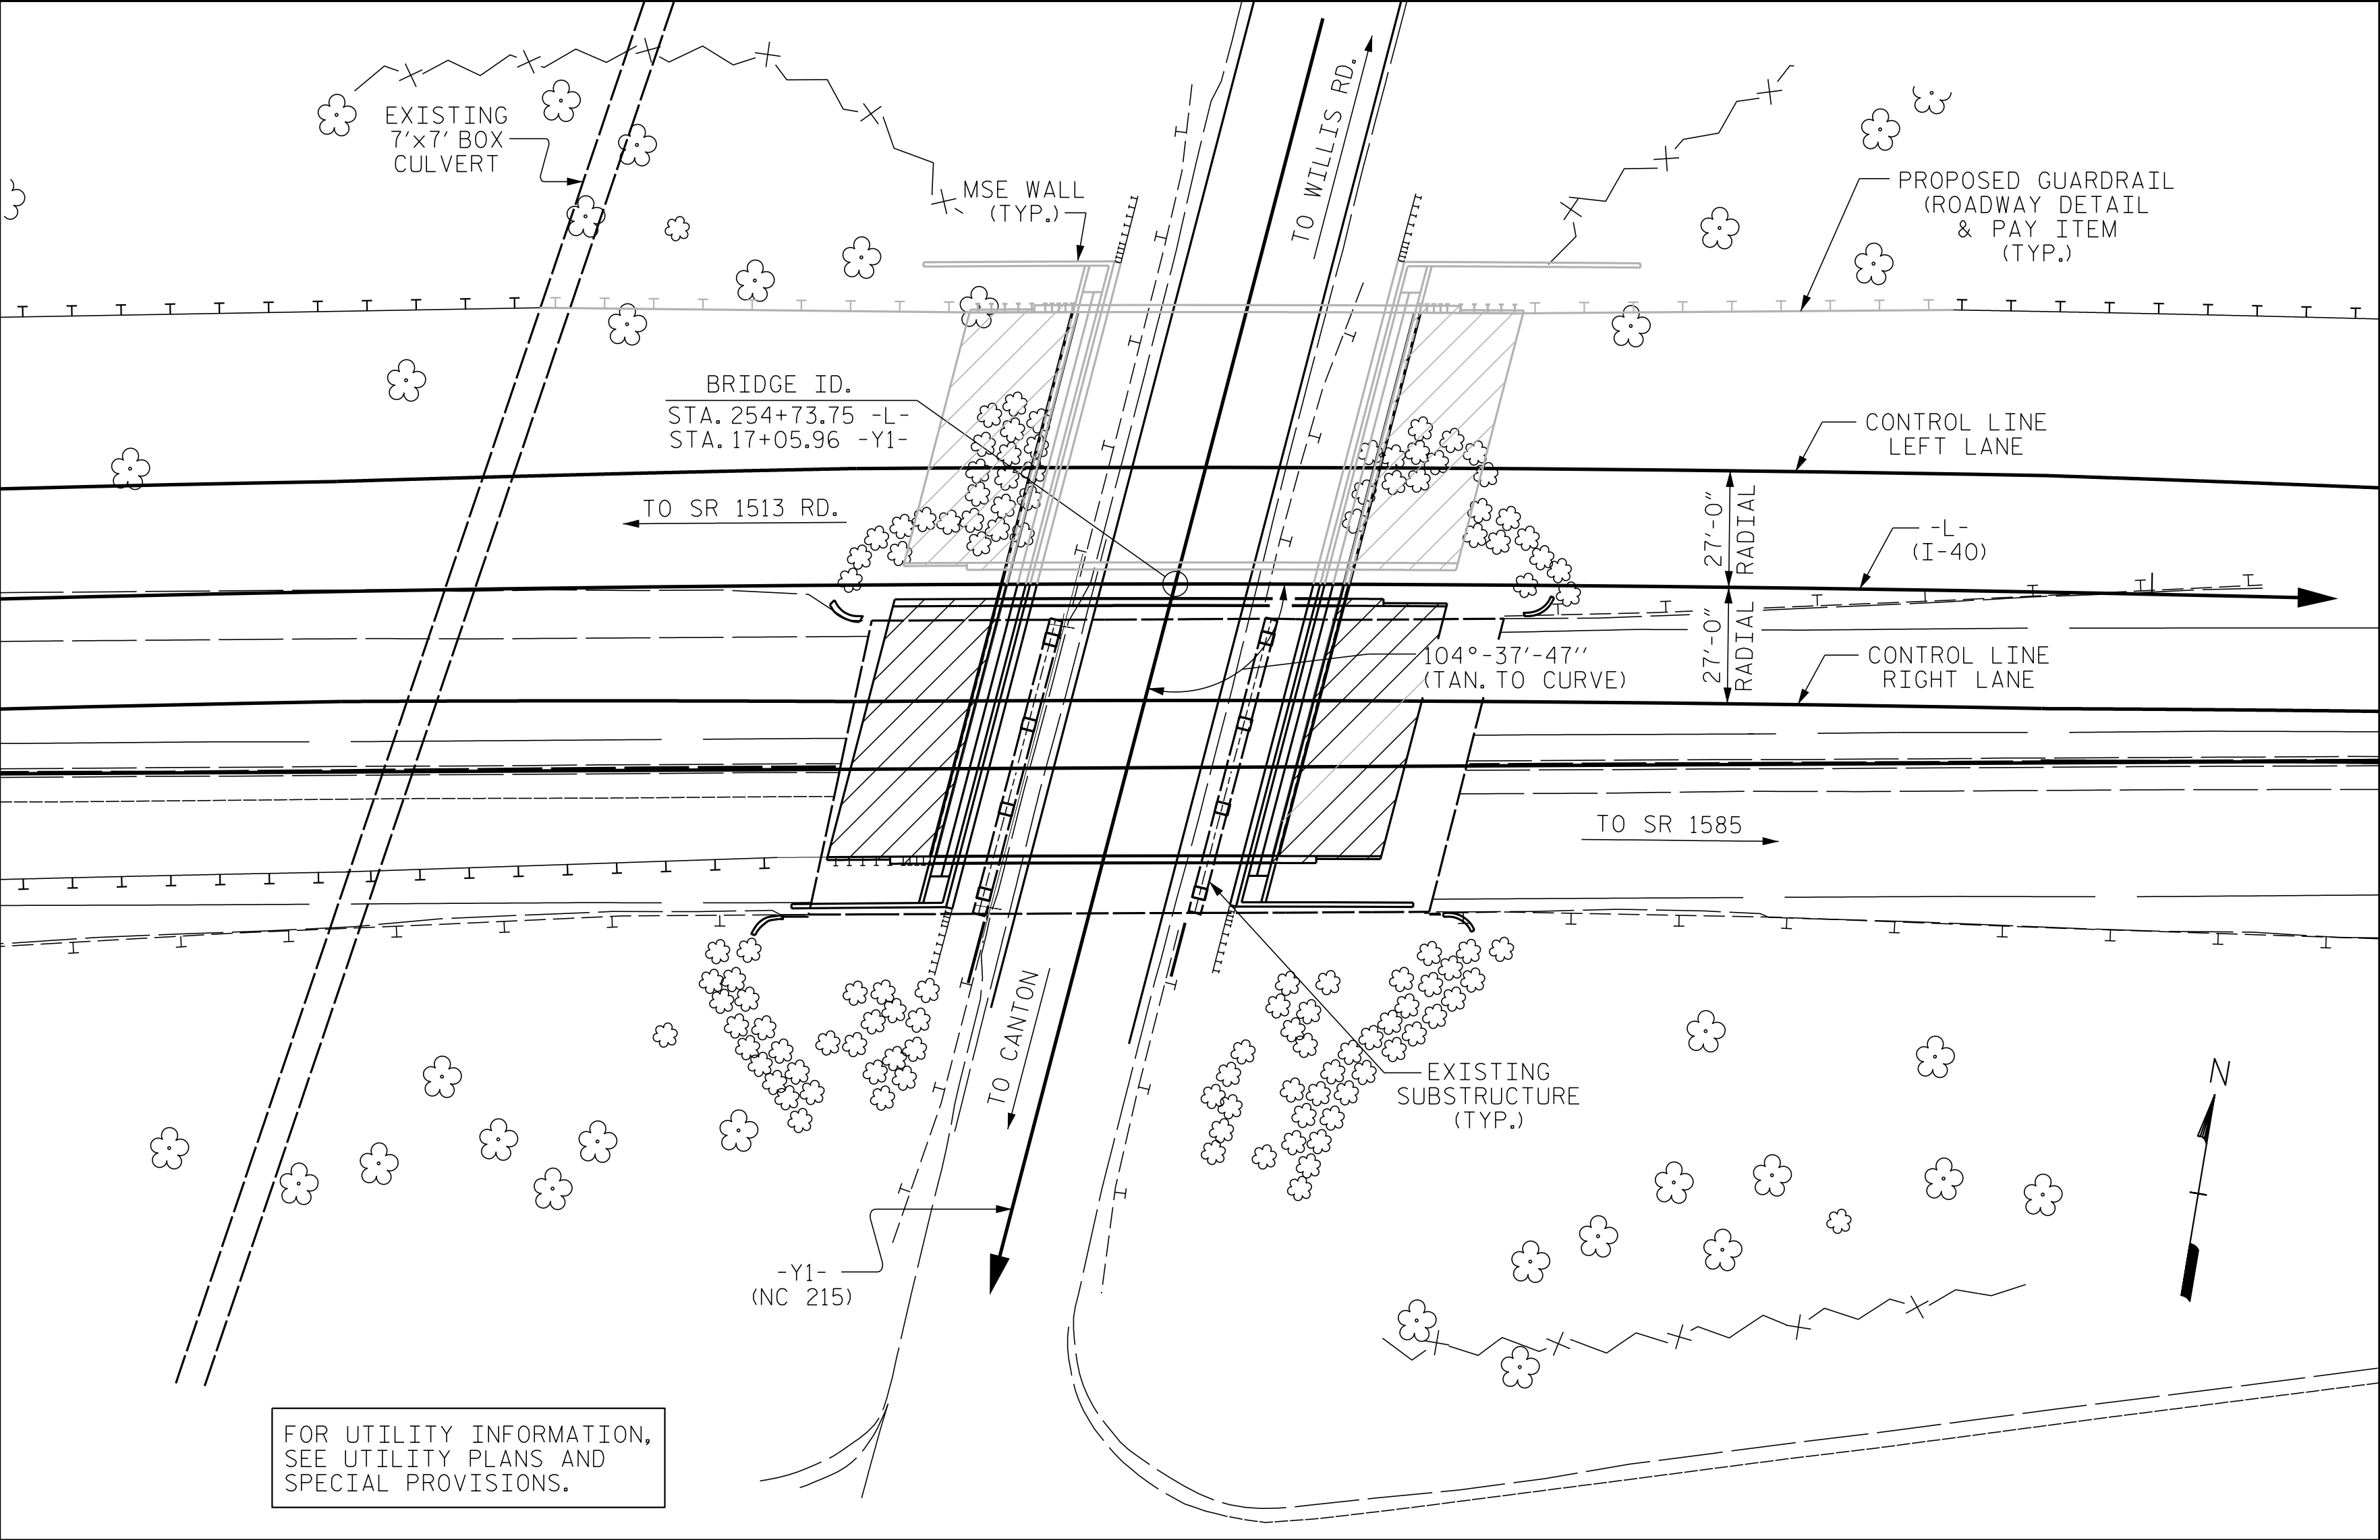 EXISTING
7'x7' BOX
CULVERT
MSE WALL
(TYP.)
TO WILLIS RD.
PROPOSED GUARDRAIL
(ROADWAY DETAIL
& PAY ITEM
(TYP.)
BRIDGE ID.
STA. 254+73.75 -L-
STA. 17+05.96 -Y1-
CONTROL LINE
LEFT LANE
TO SR 1513 RD.
27'-0"
RADIAL
-L-
(I-40)
27'-0"
RADIAL
104°-37'-47''
(TAN. TO CURVE)
CONTROL LINE
RIGHT LANE
TO SR 1585
TO CANTON
EXISTING
SUBSTRUCTURE
(TYP.)
N
-Y1-
(NC 215)
FOR UTILITY INFORMATION,
SEE UTILITY PLANS AND
SPECIAL PROVISIONS.